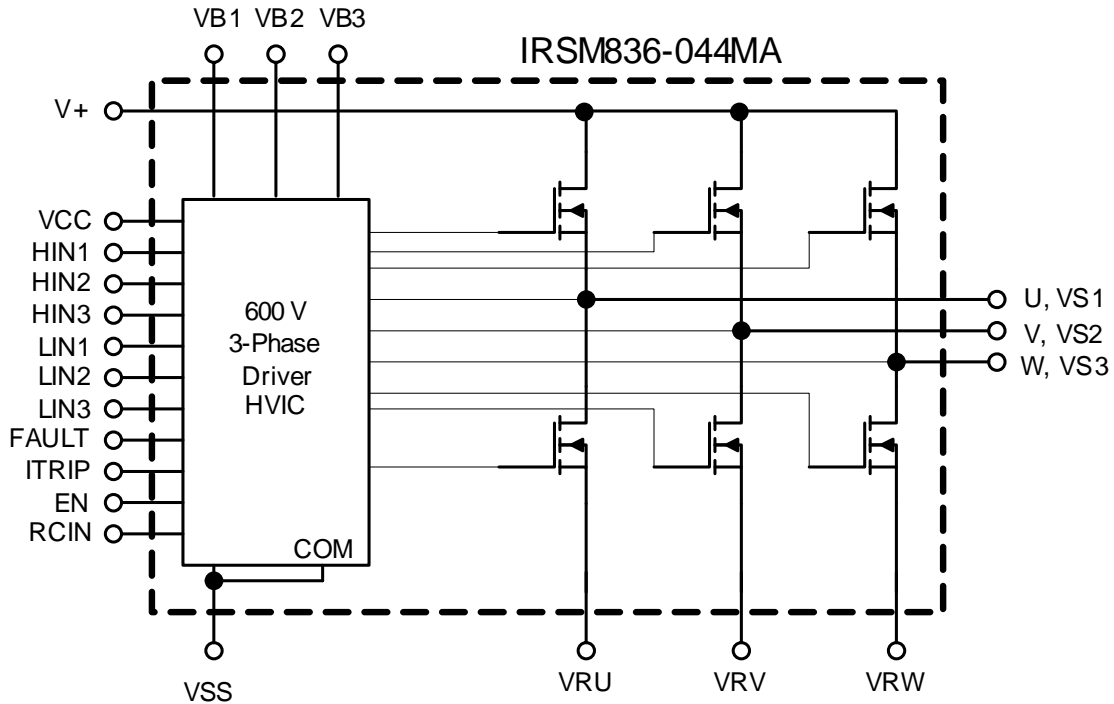 VB1 VB2 VB3
IRSM836-044MA
V+
VCC
HIN1
HIN2
HIN3
LIN1
LIN2
LIN3
FAULT
ITRIP
EN
RCIN
600 V
3-Phase
Driver
HVIC
COM
U, VS1
V, VS2
W, VS3
VSS
VRU
VRV
VRW